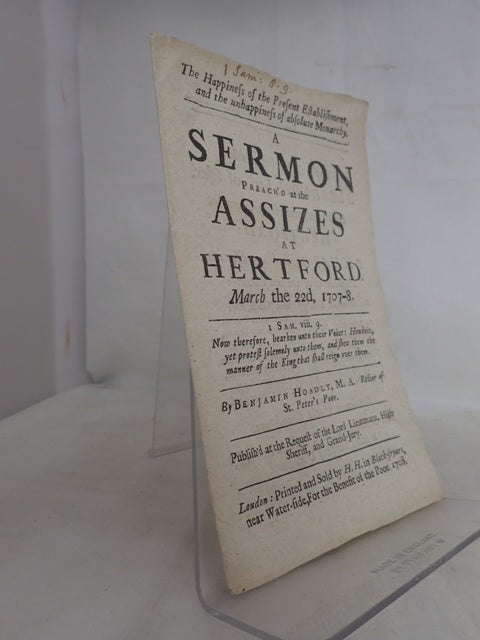 1 Sam: 8. 9.
The Happineſs of the Preſent Eſtabliſhment,
and the unhappineſs of abſolute Monarchy.
A
SERMON
PREACH'D at the
ASSIZES
AT
HERTFORD.
March the 22d, 1707-8.
1 SAM. viii. 9.
Now therefore, hearken unto their Voice: Howbeit,
yet proteſt ſolemnly unto them, and ſhew them the
manner of the King that ſhall reign over them.
By BENJAMIN HOADLY, M. A. Rector of
St. Peter's Poor.
Publiſh'd at the Requeſt of the Lord Lieutenant, High
Sheriff, and Grand-Jury.
London: Printed and Sold by H. H. in Black-fryars,
near Water-ſide, For the Benefit of the Poor. 1708.
MADE IN ENGLAND